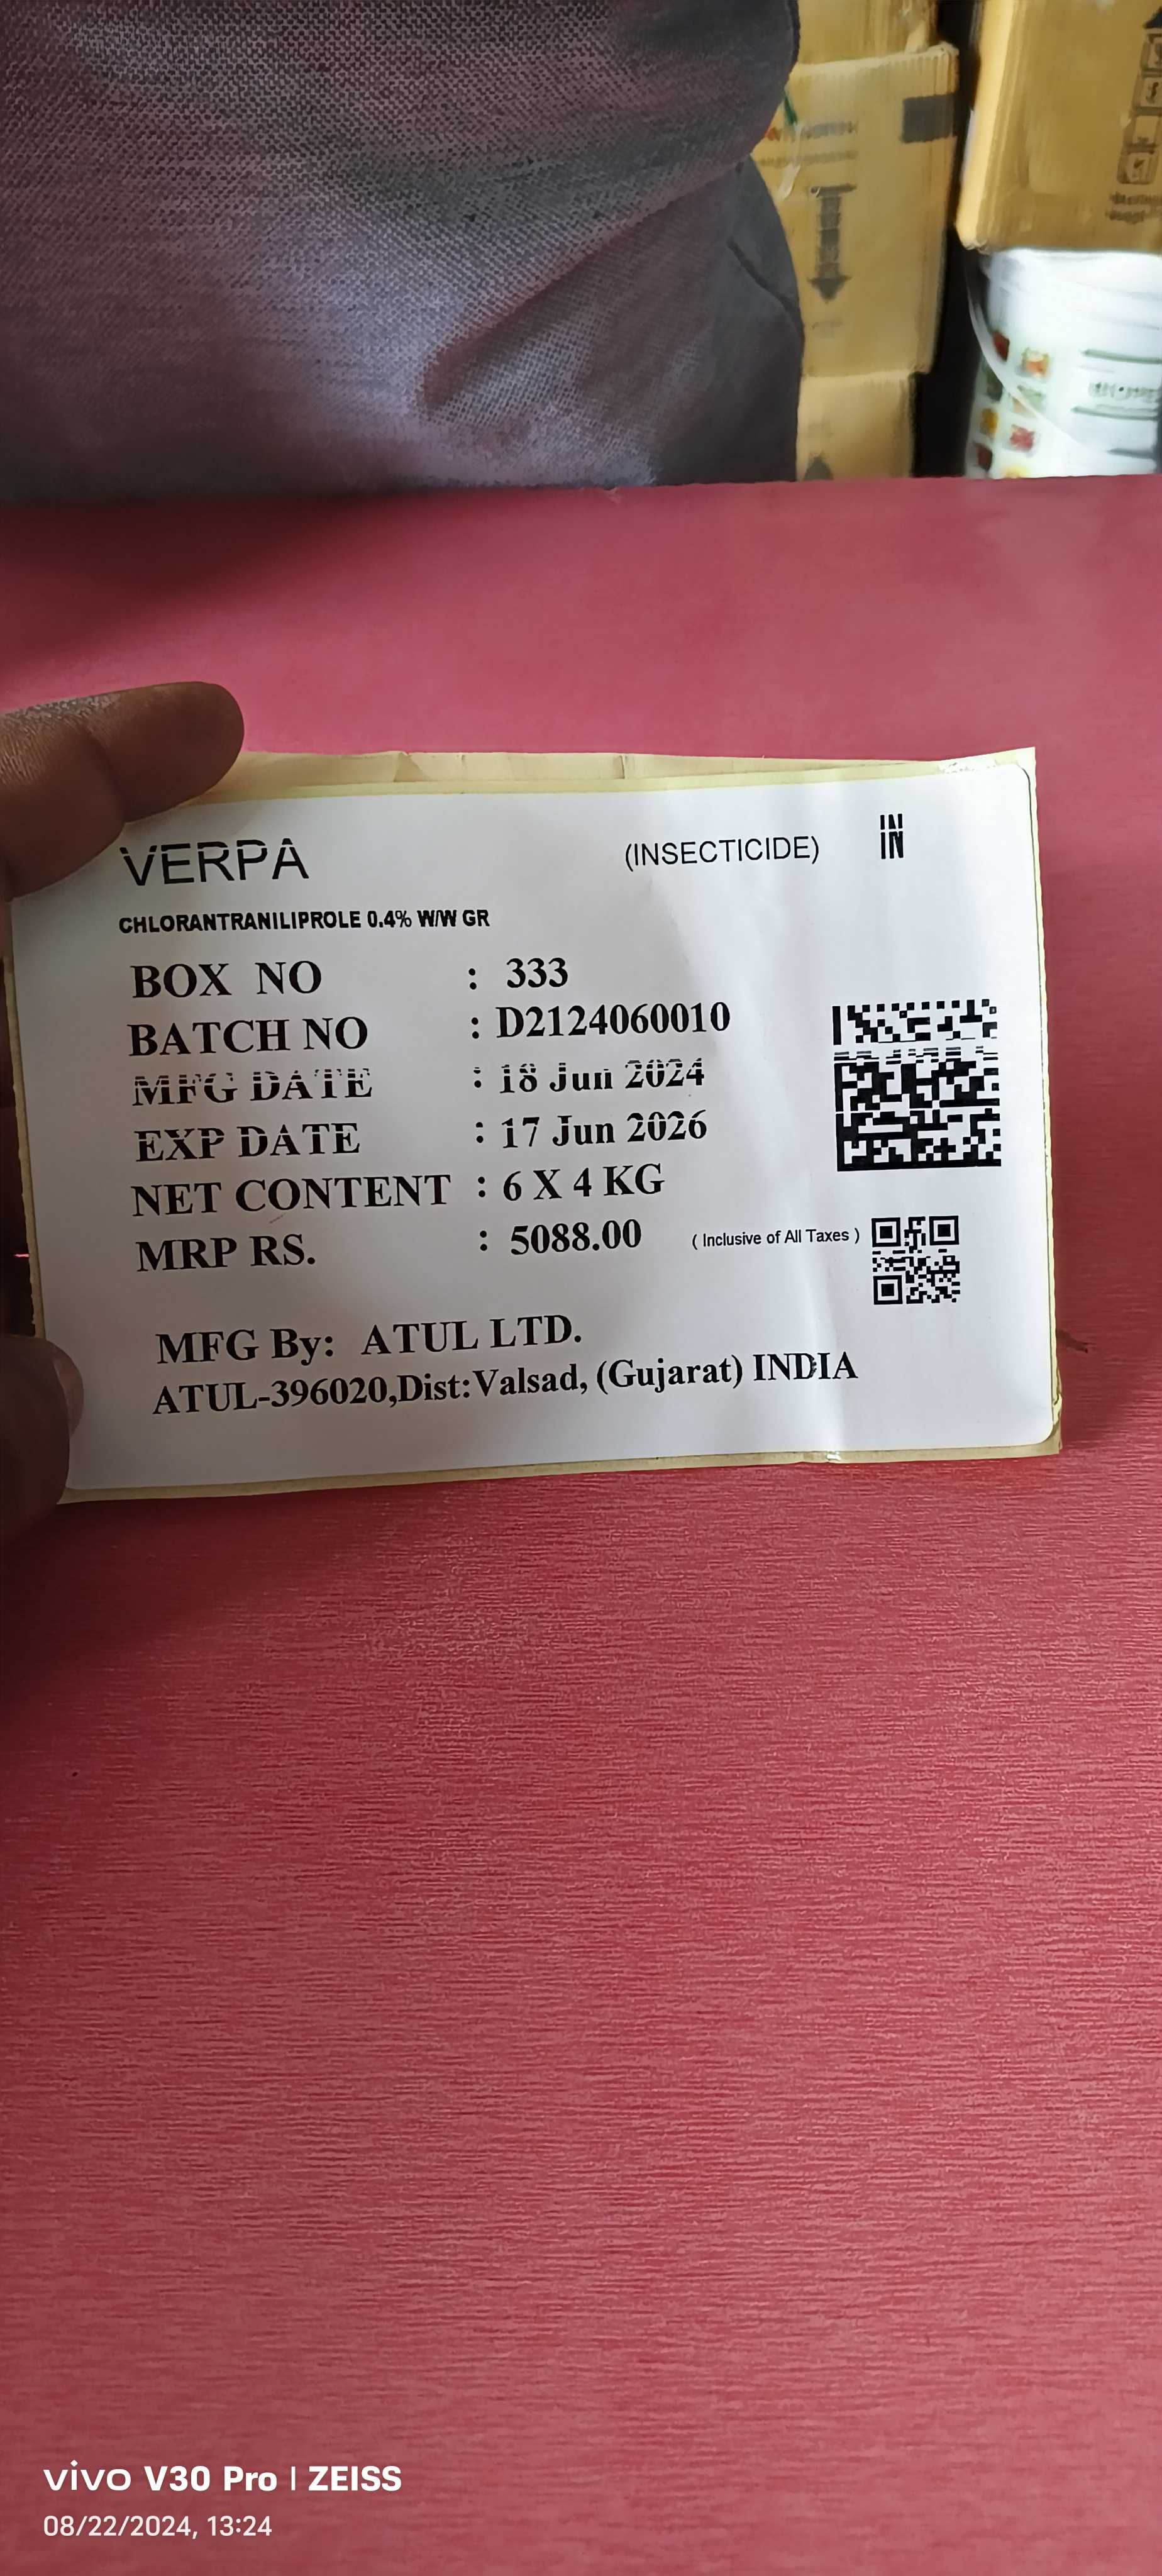 VERPA (INSECTICIDE) IN
CHLORANTRANILIPROLE 0.4% W/W GR
BOX NO : 333
BATCH NO : D2124060010
MFG DATE : 18 Jun 2024
EXP DATE : 17 Jun 2026
NET CONTENT : 6 X 4 KG
MRP RS. : 5088.00 ( Inclusive of All Taxes )
MFG By: ATUL LTD.
ATUL-396020,Dist:Valsad, (Gujarat) INDIA
vivo V30 Pro | ZEISS
08/22/2024, 13:24